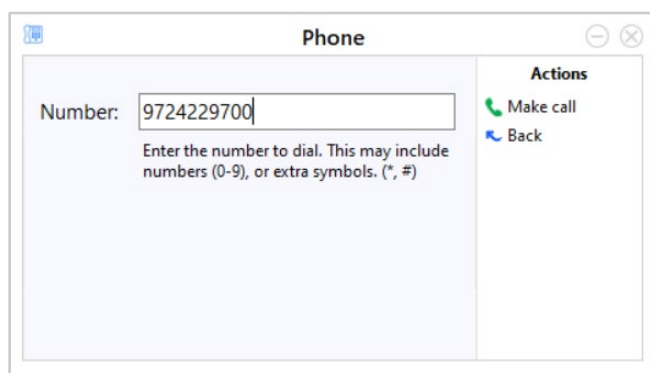 Phone
Number: 9724229700
Enter the number to dial. This may include
numbers (0-9), or extra symbols. (*, #)
Actions
Make call
Back